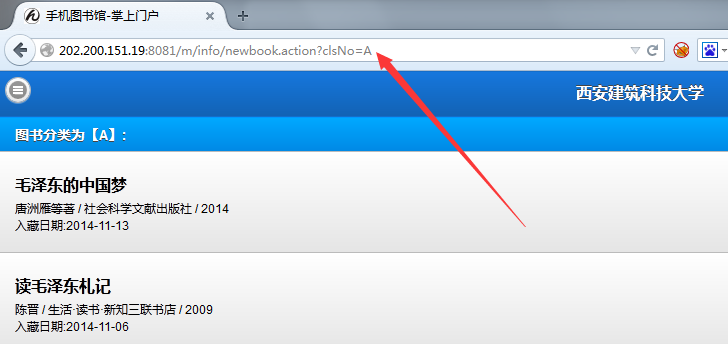 手机图书馆-掌上门户
202.200.151.19:8081/m/info/newbook.action?clsNo=A
西安建筑科技大学
图书分类为【A】:
毛泽东的中国梦
唐洲雁等著 / 社会科学文献出版社 / 2014
入藏日期:2014-11-13
读毛泽东札记
陈晋 / 生活·读书·新知三联书店 / 2009
入藏日期:2014-11-06